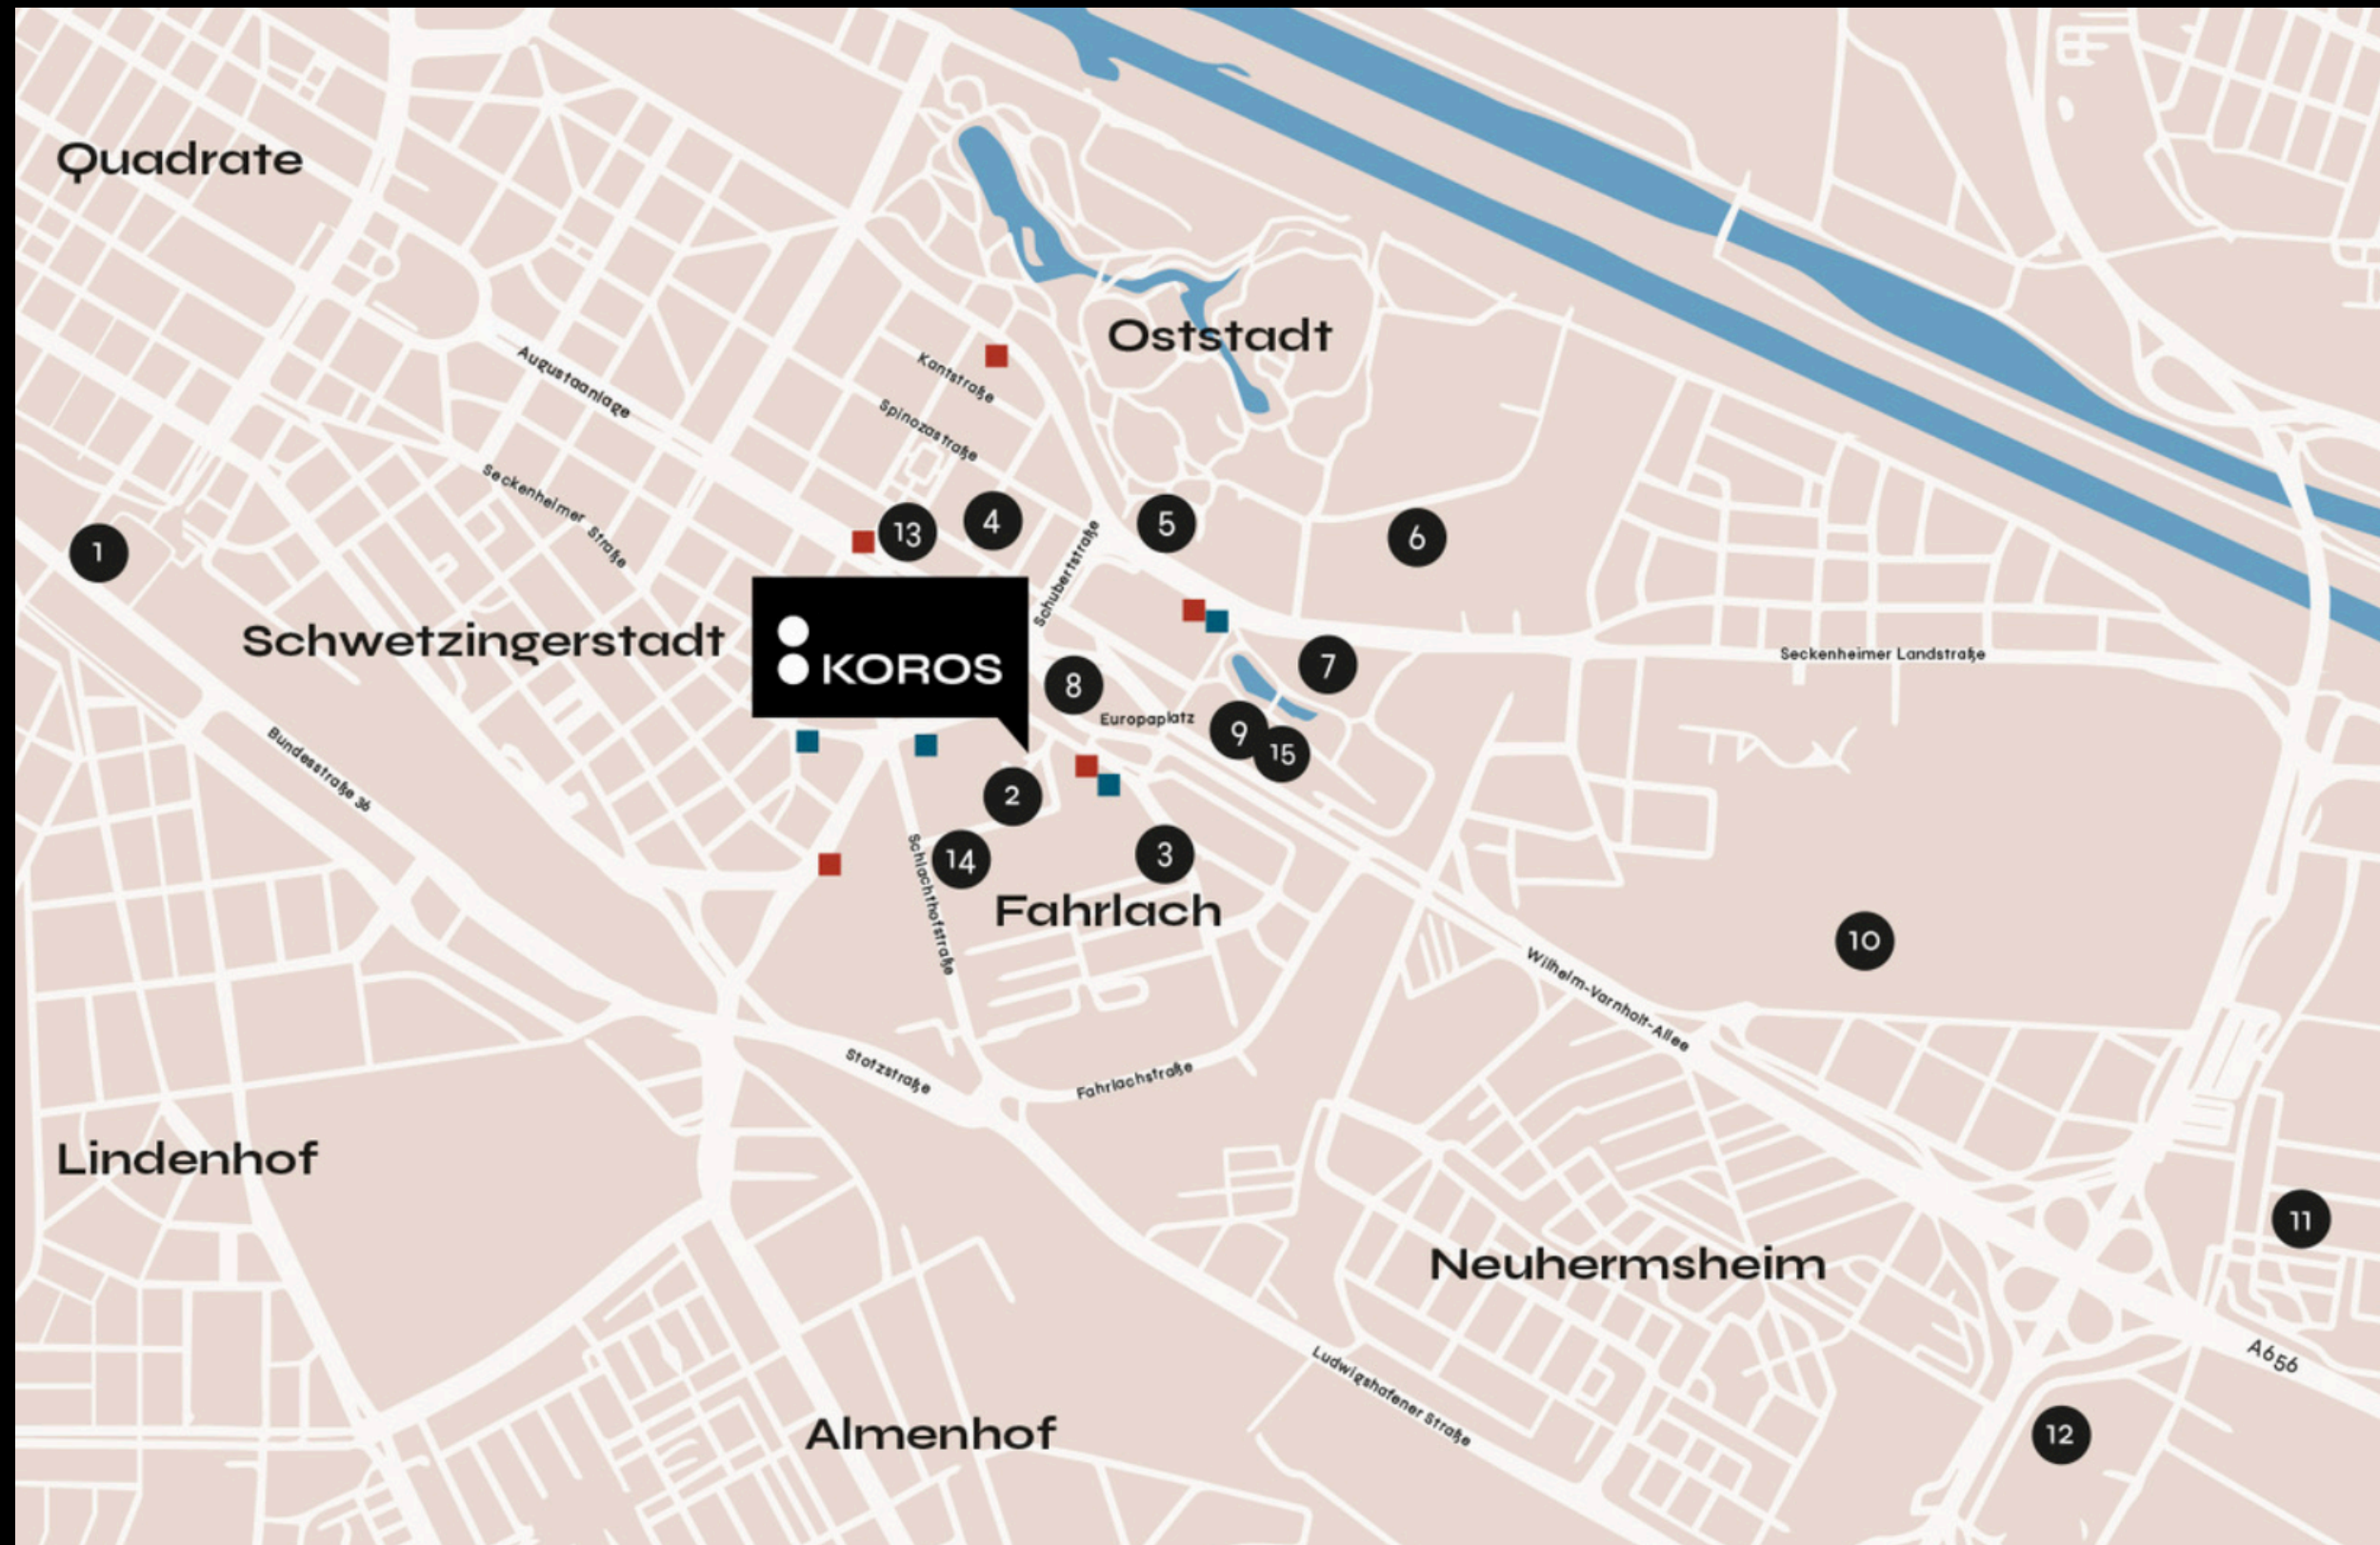 Quadrate
Oststadt
Augustaanlage
Kantstraße
Spinozastraße
Seckenheimer Straße
13
4
5
6
1
Schubertstraße
Schwetzingerstadt
KOROS
8
7
Seckenheimer Landstraße
Europaplatz
9
15
Bundesstraße 36
2
14
3
Schlachthofstraße
Fahrlach
10
Wilhelm-Varnholt-Allee
Stotzstraße
Fahrlachstraße
Lindenhof
11
Neuhermsheim
A656
Ludwigshafener Straße
Almenhof
12